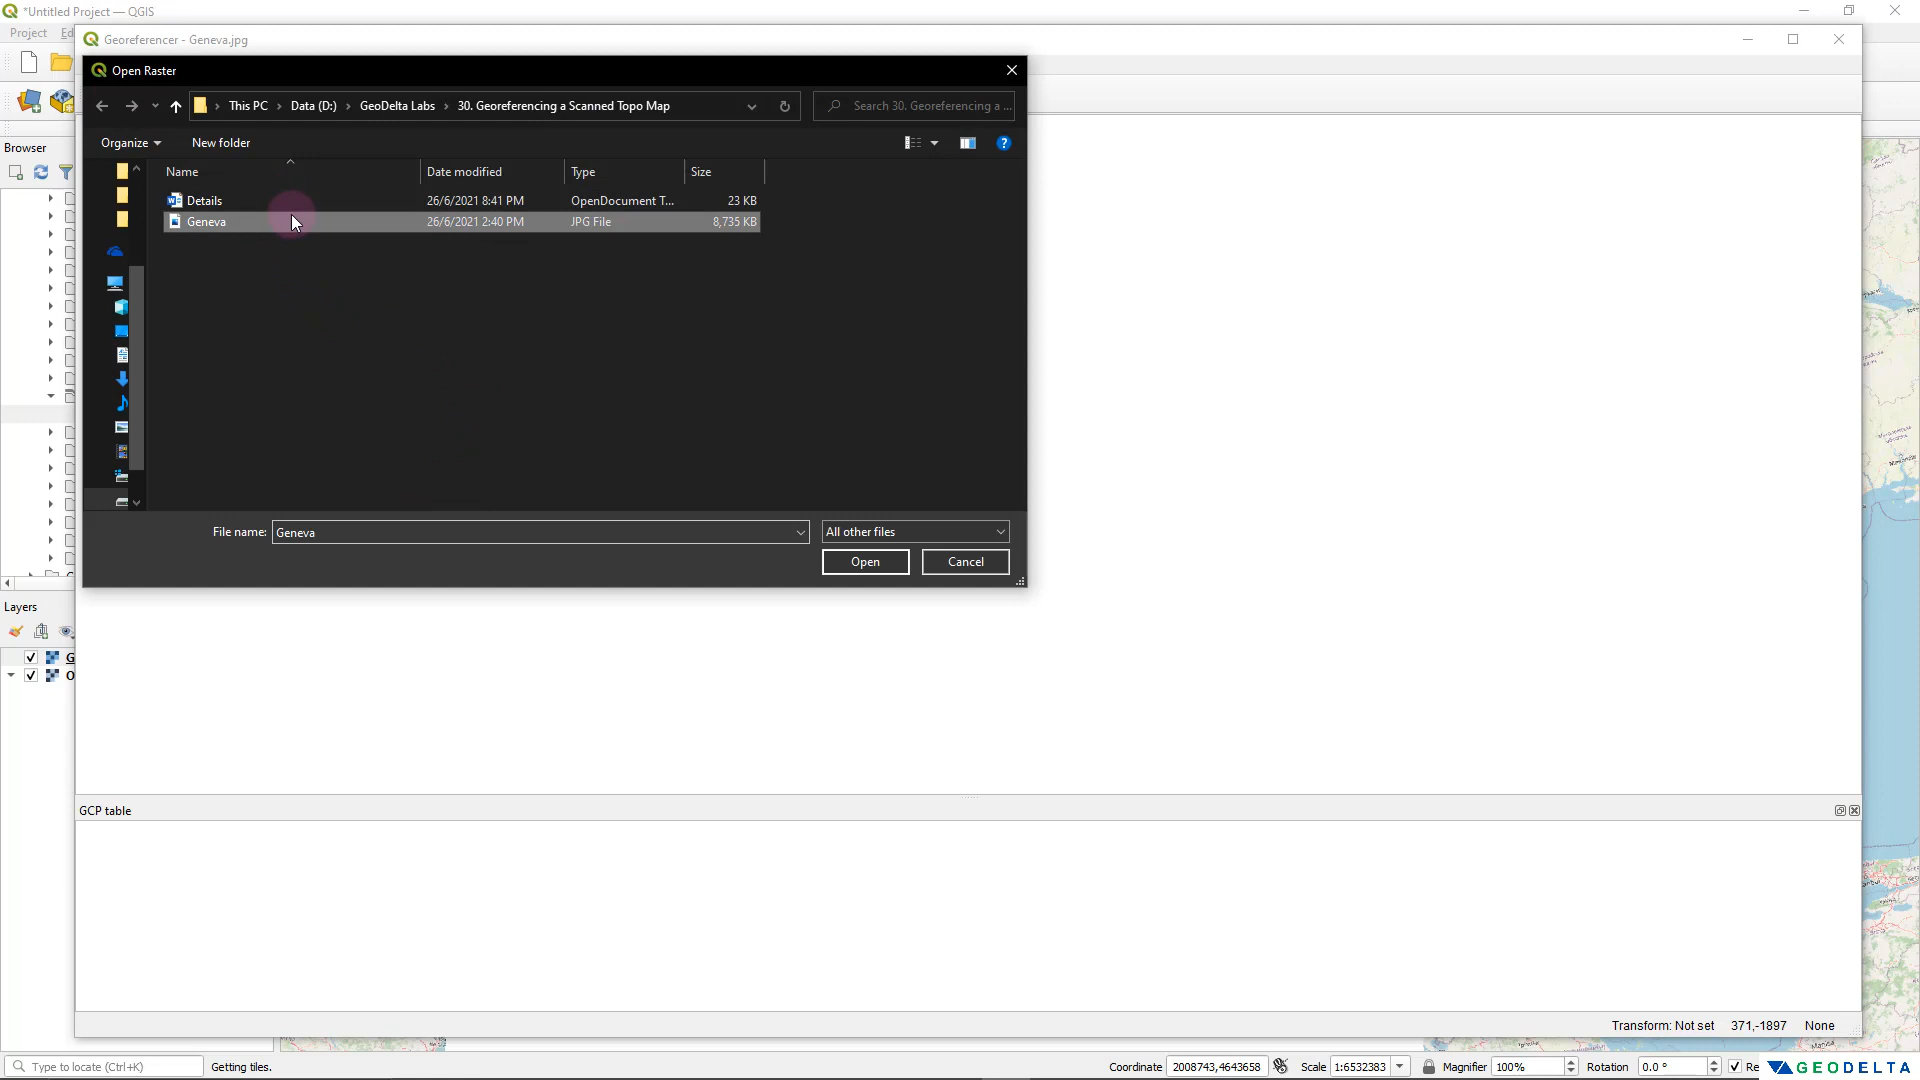 *Untitled Project — QGIS
Project Ed
Georeferencer - Geneva.jpg
Open Raster
This PC > Data (D:) > GeoDelta Labs > 30. Georeferencing a Scanned Topo Map
Search 30. Georeferencing a ...
Organize New folder
Browser
Name Date modified Type Size
Details 26/6/2021 8:41 PM OpenDocument T... 23 KB
Geneva 26/6/2021 2:40 PM JPG File 8,735 KB
File name: Geneva All other files
Open Cancel
Layers
G
O
GCP table
Transform: Not set 371,-1897 None
Type to locate (Ctrl+K) Getting tiles. Coordinate 2008743,4643658 Scale 1:6532383 Magnifier 100% Rotation 0.0 ° Re GEODELTA